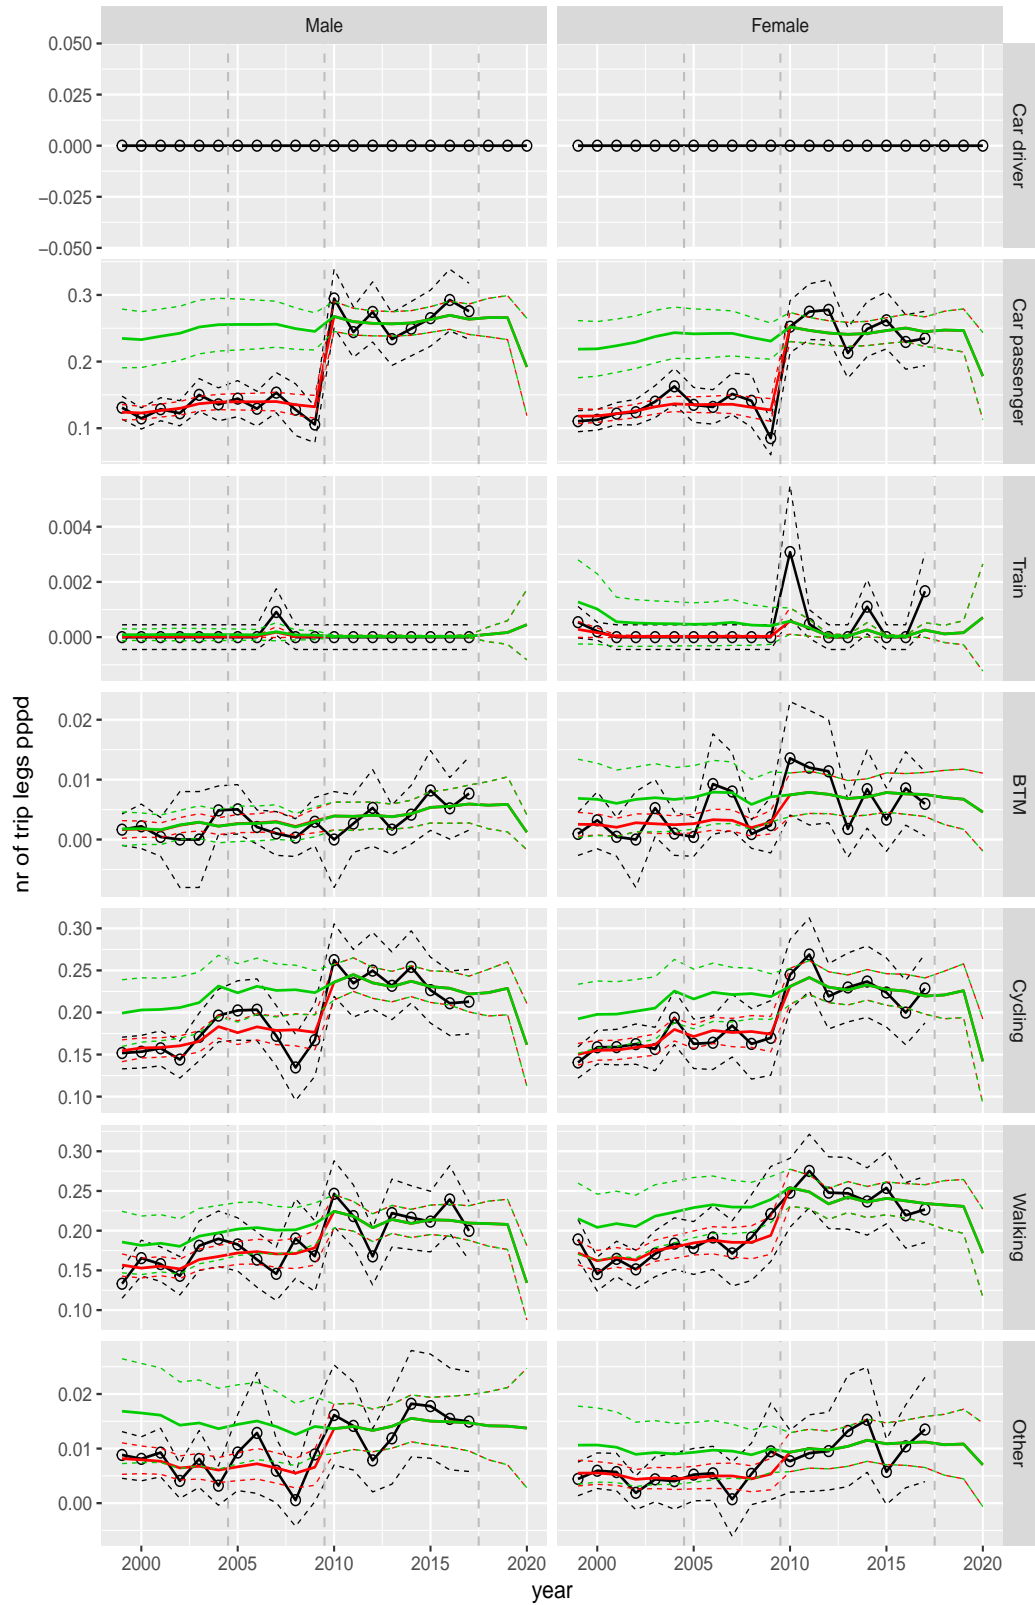 Male Female
0.050
0.025
0.000
−0.025
−0.050
Car driver
0.3
0.2
0.1
Car passenger
0.004
0.002
0.000
Train
0.02
0.01
0.00
BTM
0.30
0.25
0.20
0.15
0.10
Cycling
0.30
0.25
0.20
0.15
0.10
Walking
0.02
0.01
0.00
Other
2000 2005 2010 2015 2020 2000 2005 2010 2015 2020
year
nr of trip legs pppd